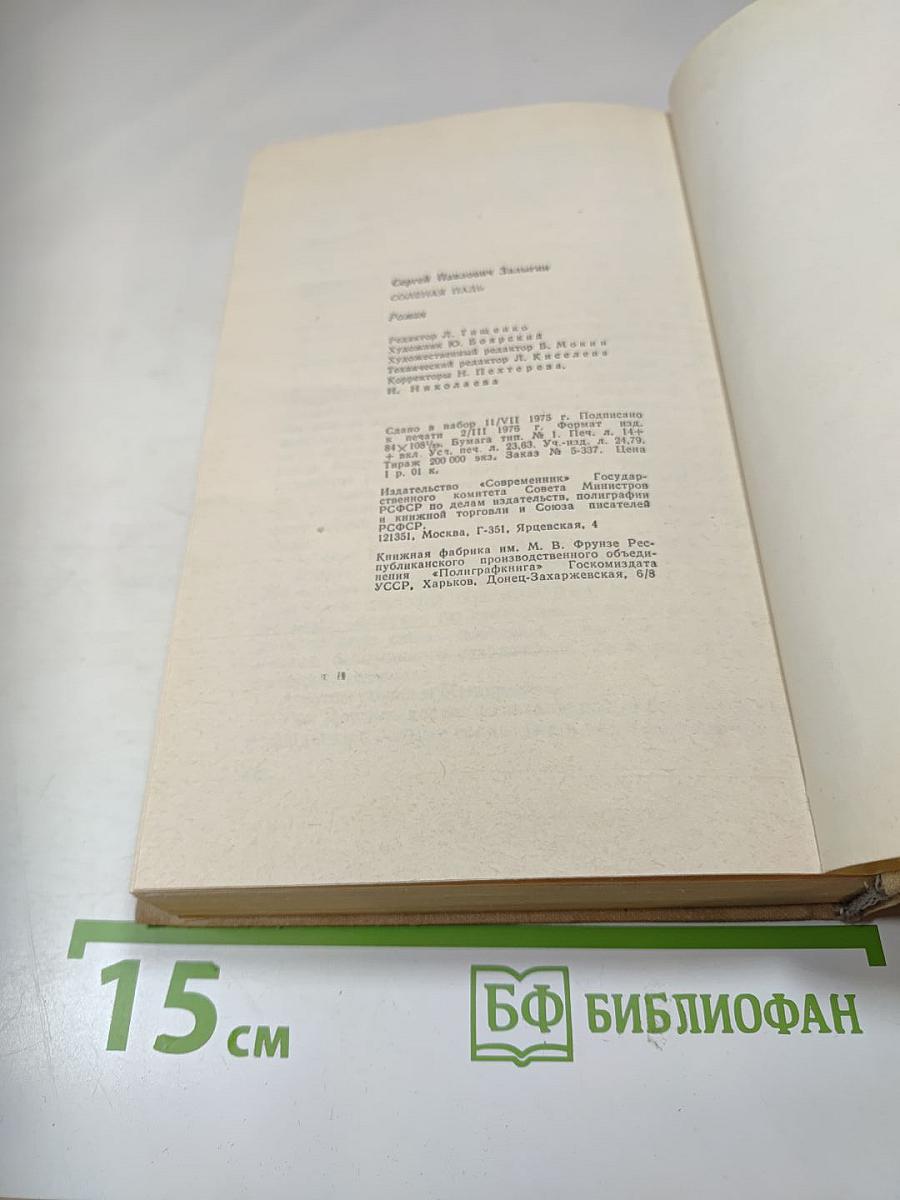 Сергей Павлович Залыгин
СОЛЕНАЯ ПАДЬ
Роман
Редактор Л. Тищенко
Художник Ю. Боярский
Художественный редактор Б. Мокин
Технический редактор Л. Киселева
Корректоры Н. Пехтерева,
Н. Николаева
Сдано в набор 11/VII 1975 г. Подписано
к печати 2/III 1976 г. Формат изд.
84×108¹/₃₂. Бумага тип. № 1. Печ. л. 14+
+ вкл. Усл. печ. л. 23,63. Уч.-изд. л. 24,79.
Тираж 200 000 экз. Заказ № 5-337. Цена
1 р. 01 к.
Издательство «Современник» Государ-
ственного комитета Совета Министров
РСФСР по делам издательств, полиграфии
и книжной торговли и Союза писателей
РСФСР.
121351, Москва, Г-351, Ярцевская, 4
Книжная фабрика им. М. В. Фрунзе Рес-
публиканского производственного объеди-
нения «Полиграфкнига» Госкомиздата
УССР, Харьков, Донец-Захаржевская, 6/8
15 см
БФ БИБЛИОФАН